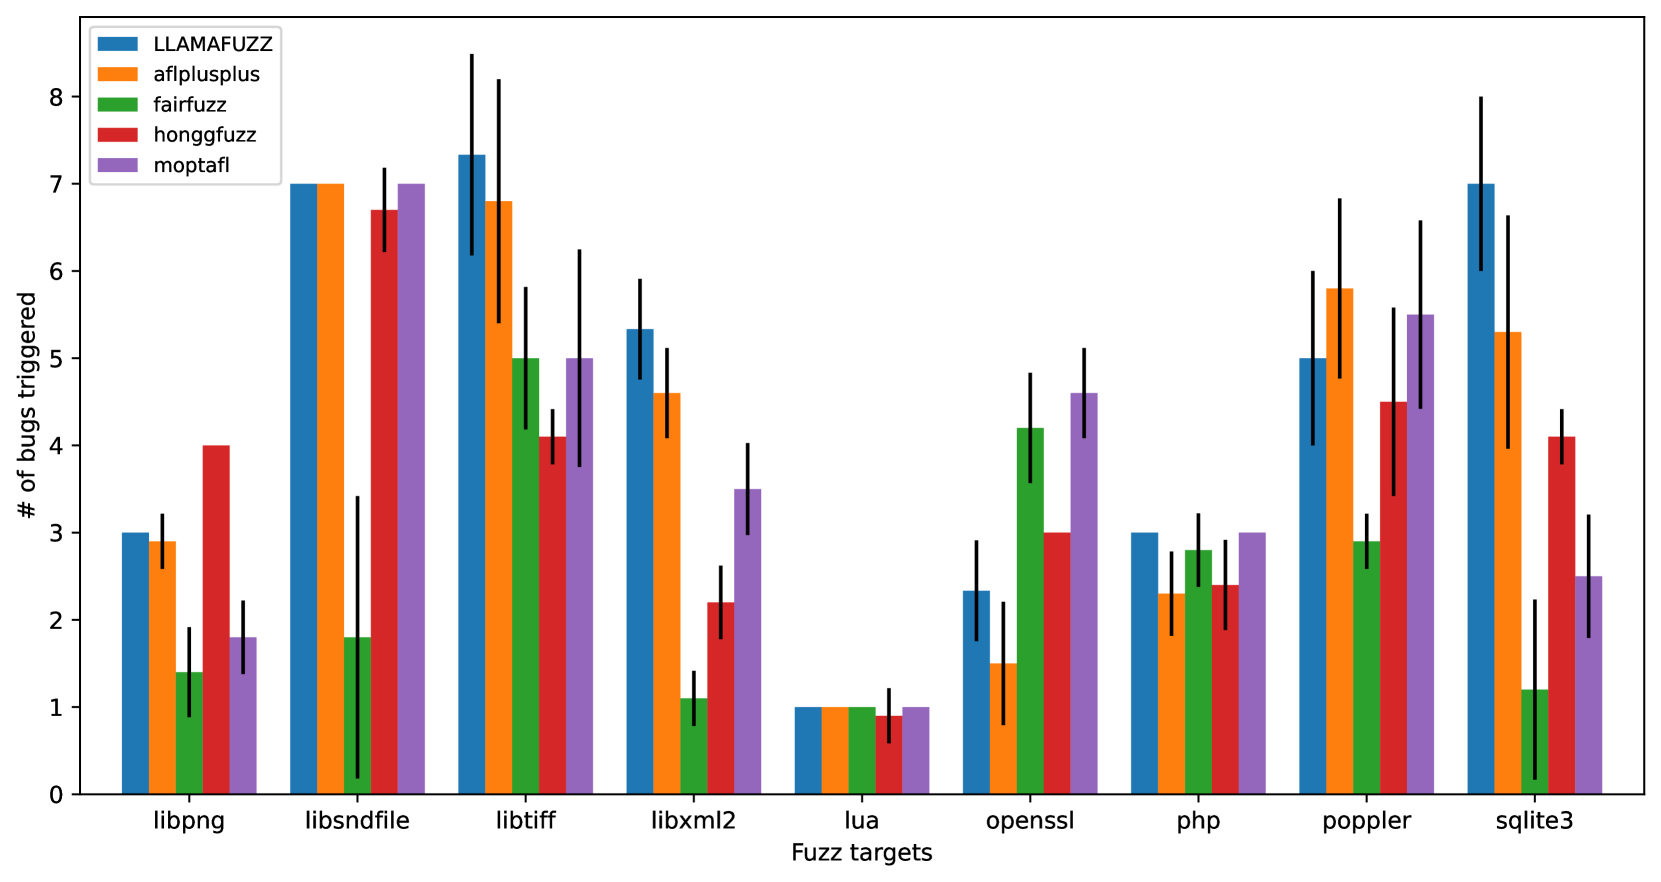 LLAMAFUZZ
aflplusplus
fairfuzz
honggfuzz
moptafl
# of bugs triggered
8
7
6
5
4
3
2
1
0
libpng libsndfile libtiff libxml2 lua openssl php poppler sqlite3
Fuzz targets